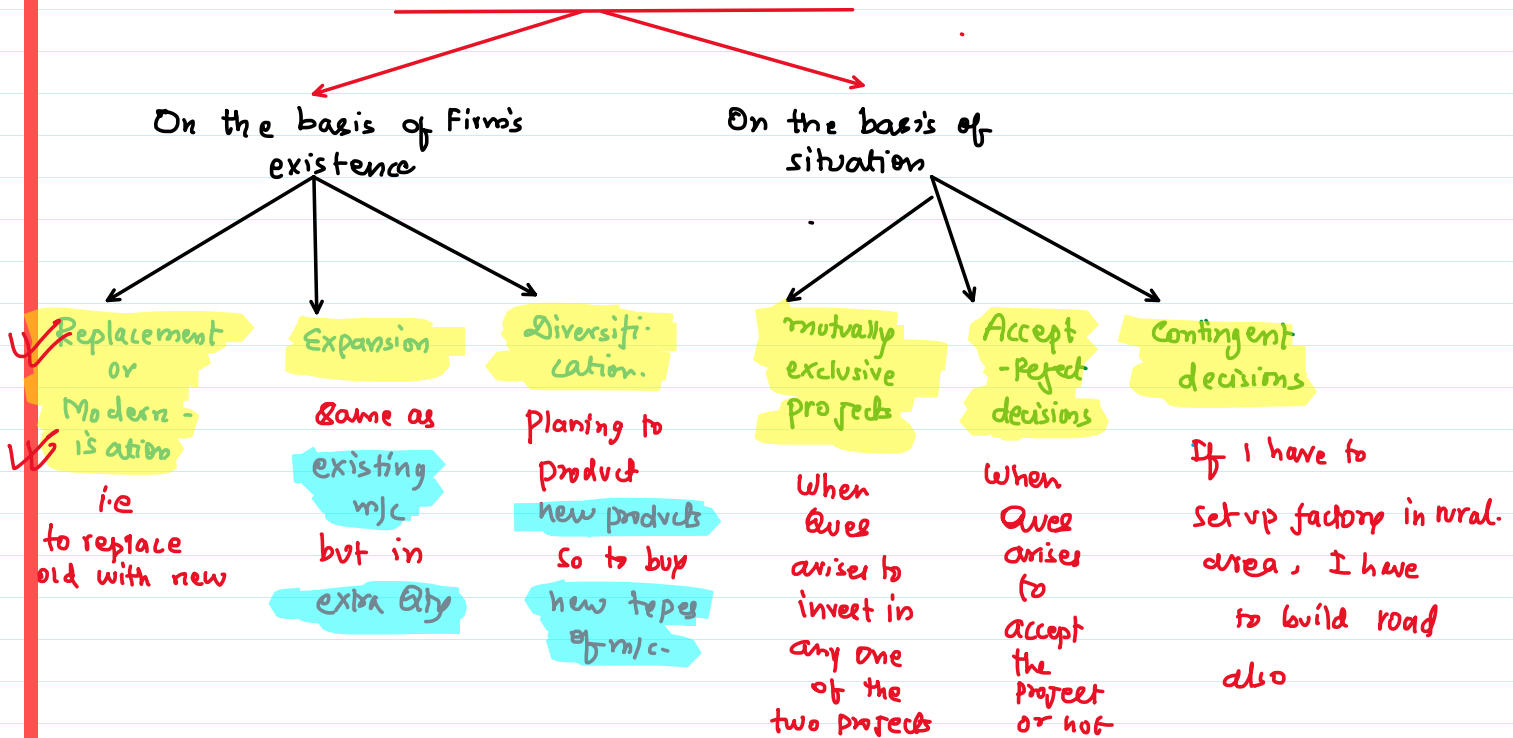 On the basis of Firm's
existence
On the basis of
situation
Replacement
or
Modern-
isation
i.e
to replace
old with new
Expansion
Same as
existing
m/c
but in
extra Qty
Diversifi-
cation.
Planing to
product
new products
so to buy
new types
of m/c.
mutually
exclusive
projects
When
Ques
arises to
invest in
any one
of the
two projects
Accept
-Reject
decisions
When
Ques
arises
to
accept
the
project
or not
Contingent
decisions
If I have to
set up factory in rural.
area, I have
to build road
also